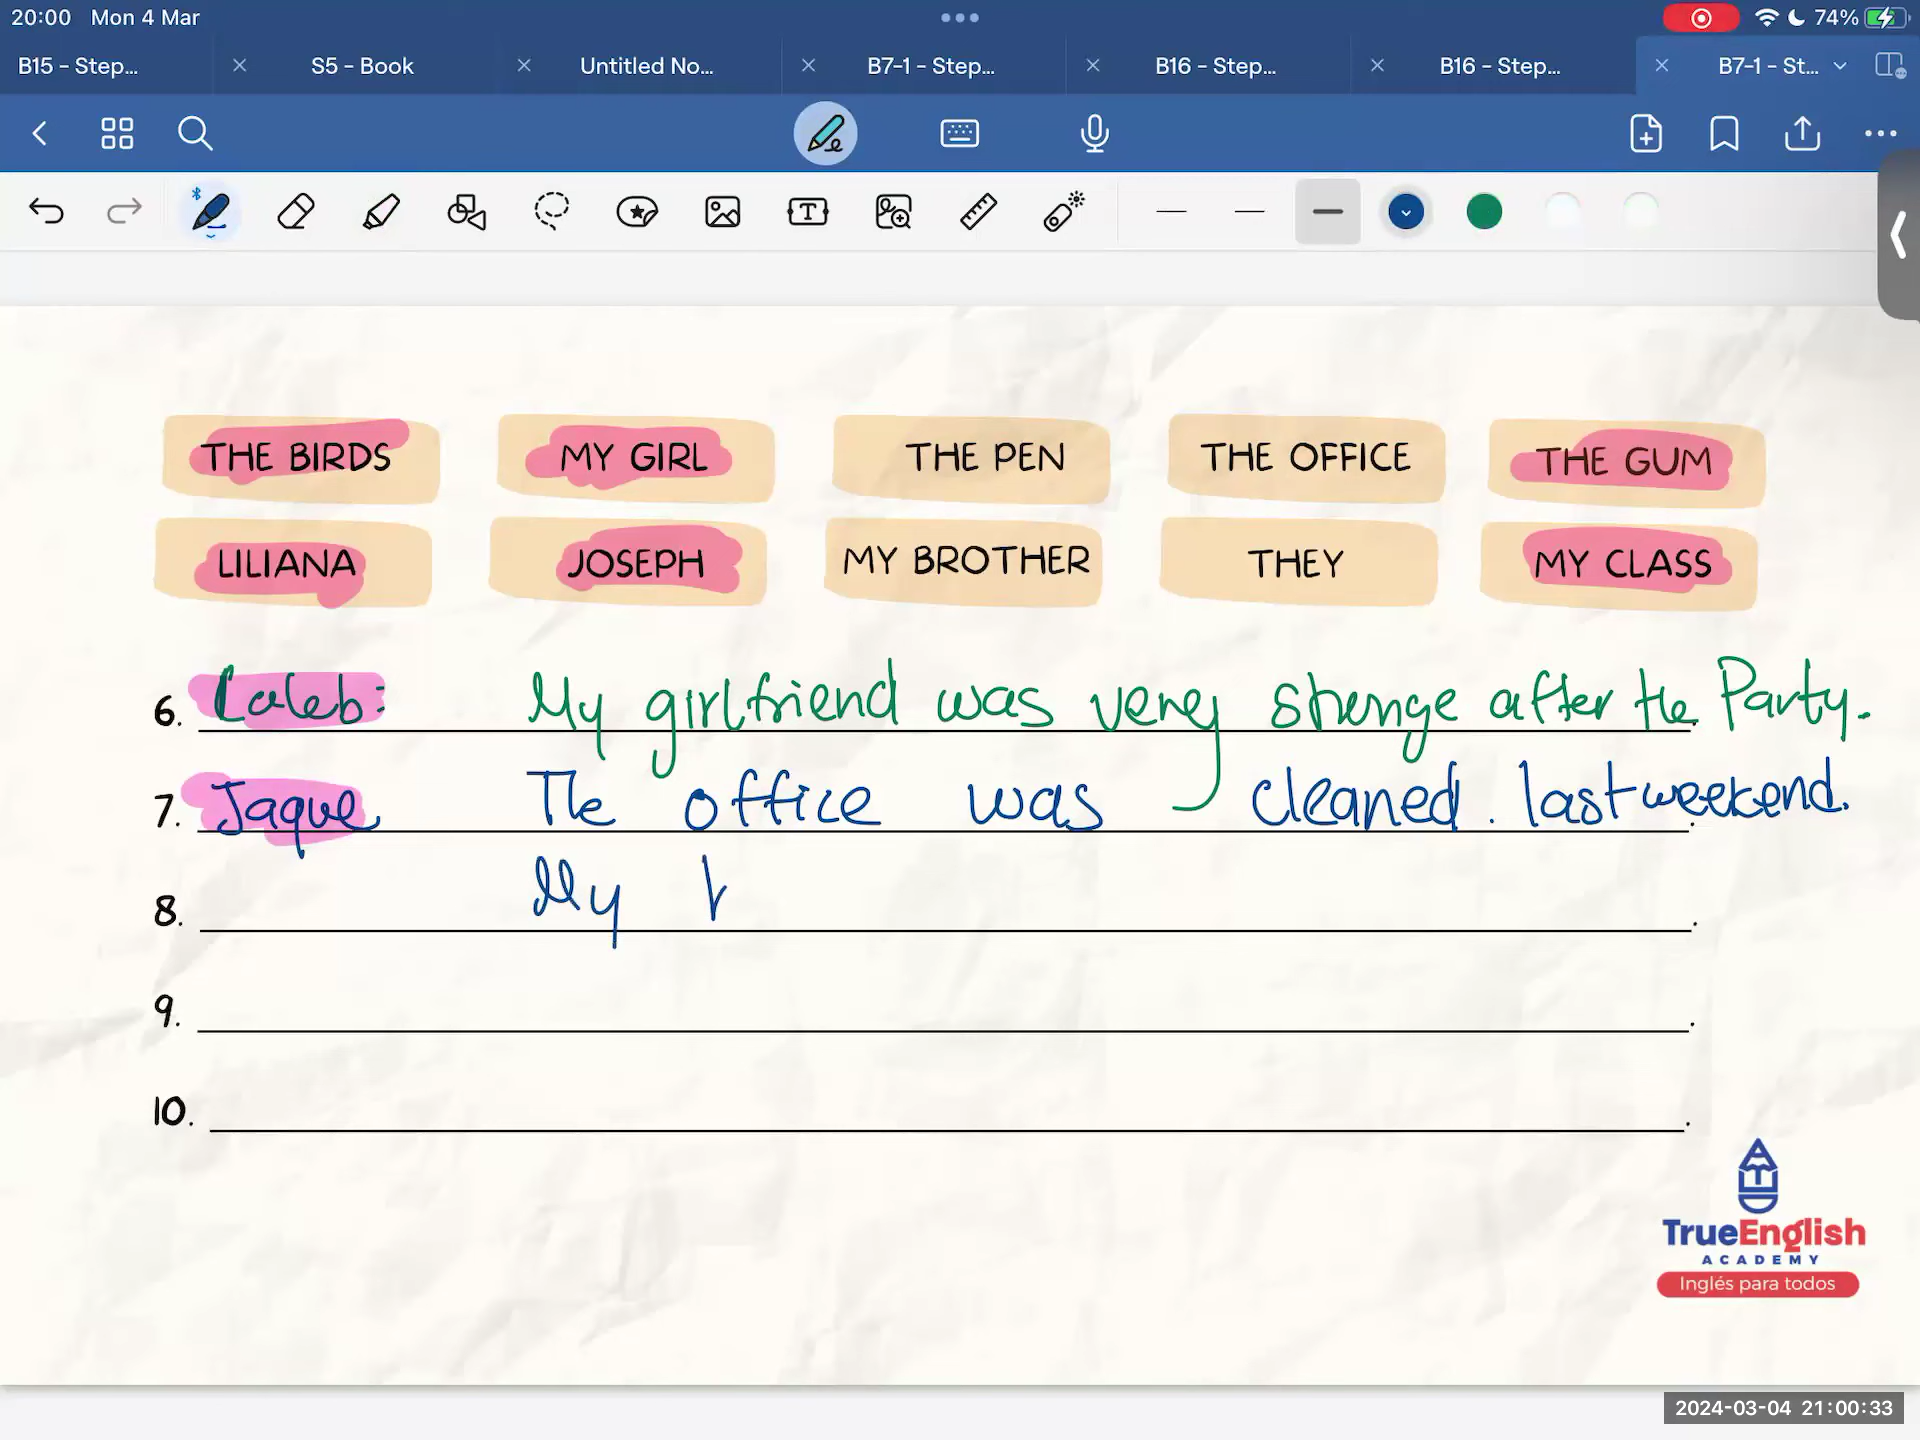 20:00 Mon 4 Mar 74%
B15 - Step... S5 - Book Untitled No... B7-1 - Step... B16 - Step... B16 - Step... B7-1 - St...
THE BIRDS MY GIRL THE PEN THE OFFICE THE GUM
LILIANA JOSEPH MY BROTHER THEY MY CLASS
6. Caleb: My girlfriend was very strange after the Party.
7. Jaque The office was cleaned. last weekend.
8. My
9.
10.
TrueEnglish
ACADEMY
Inglés para todos
2024-03-04 21:00:33